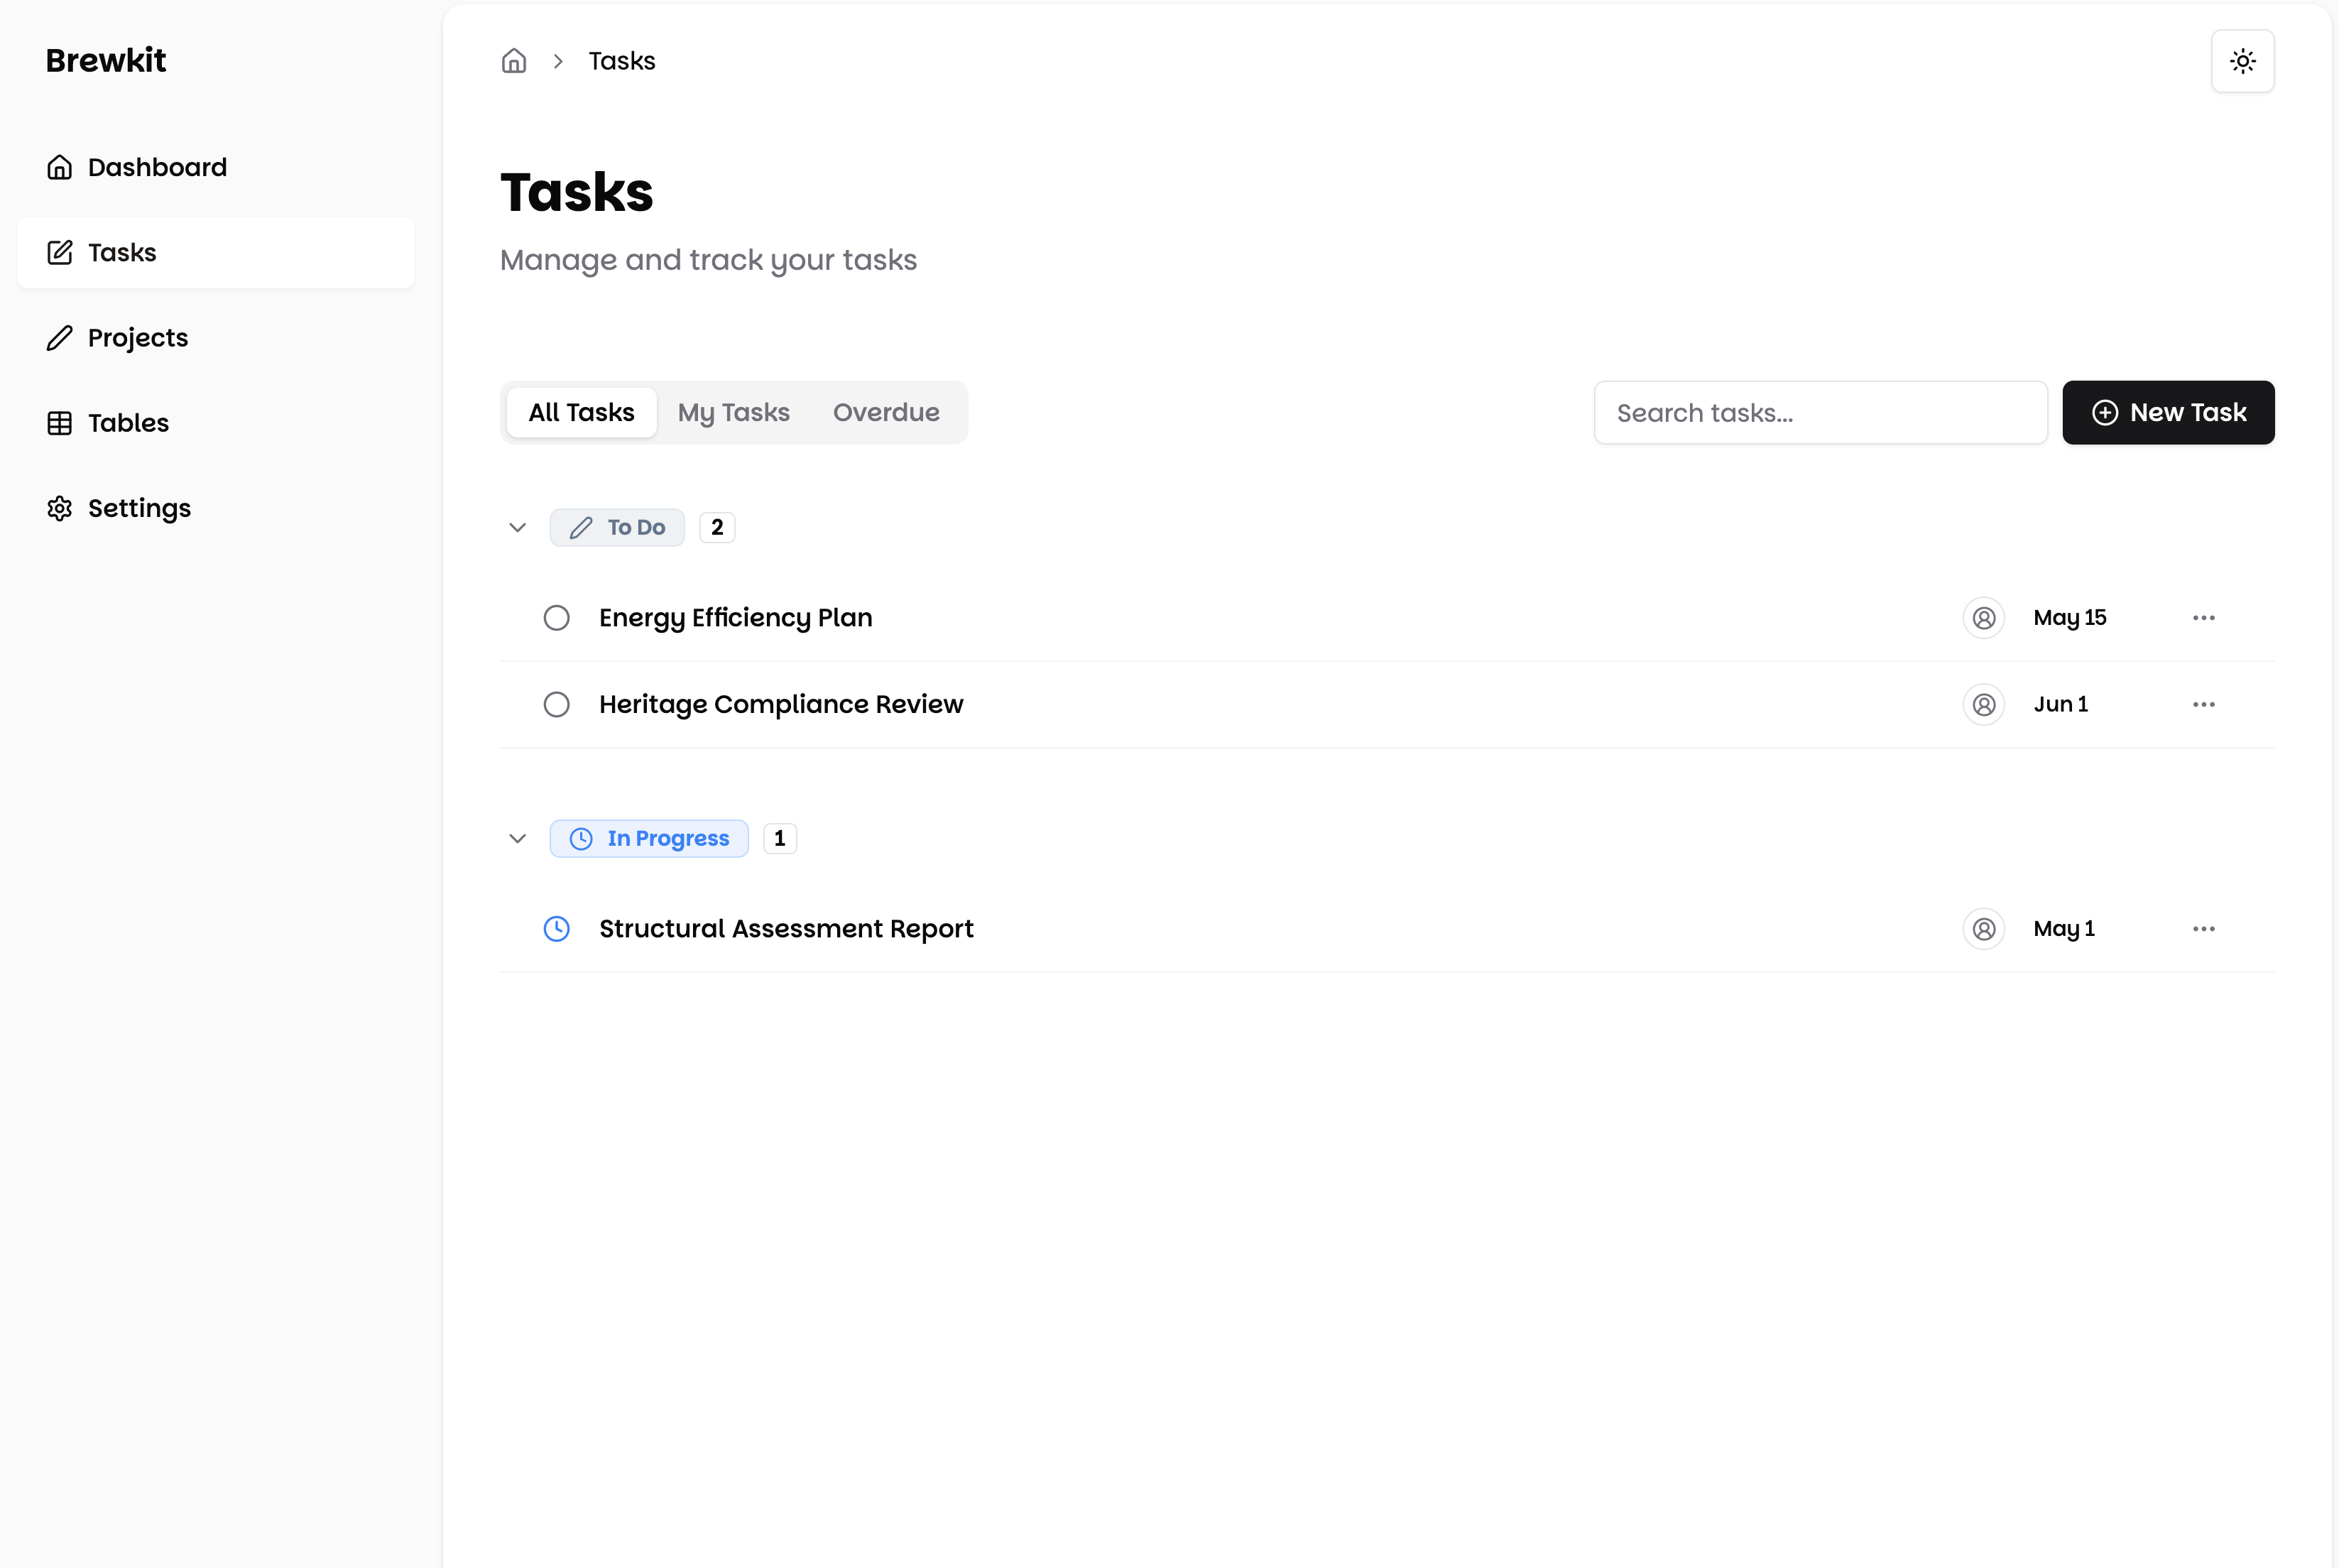 Brewkit
Dashboard
Tasks
Projects
Tables
Settings
Tasks
Tasks
Manage and track your tasks
All Tasks My Tasks Overdue
Search tasks...
New Task
To Do 2
Energy Efficiency Plan May 15
Heritage Compliance Review Jun 1
In Progress 1
Structural Assessment Report May 1